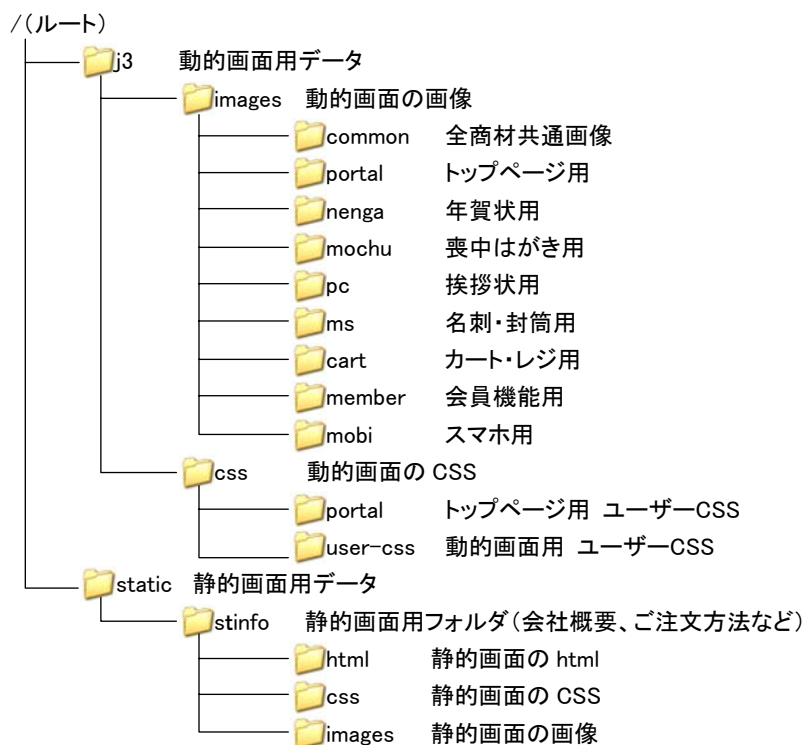 /(ルート)
j3 動的画面用データ
images 動的画面の画像
common 全商材共通画像
portal トップページ用
nenga 年賀状用
mochu 喪中はがき用
pc 挨拶状用
ms 名刺・封筒用
cart カート・レジ用
member 会員機能用
mobi スマホ用
css 動的画面の CSS
portal トップページ用 ユーザーCSS
user-css 動的画面用 ユーザーCSS
static 静的画面用データ
stinfo 静的画面用フォルダ(会社概要、ご注文方法など)
html 静的画面の html
css 静的画面の CSS
images 静的画面の画像